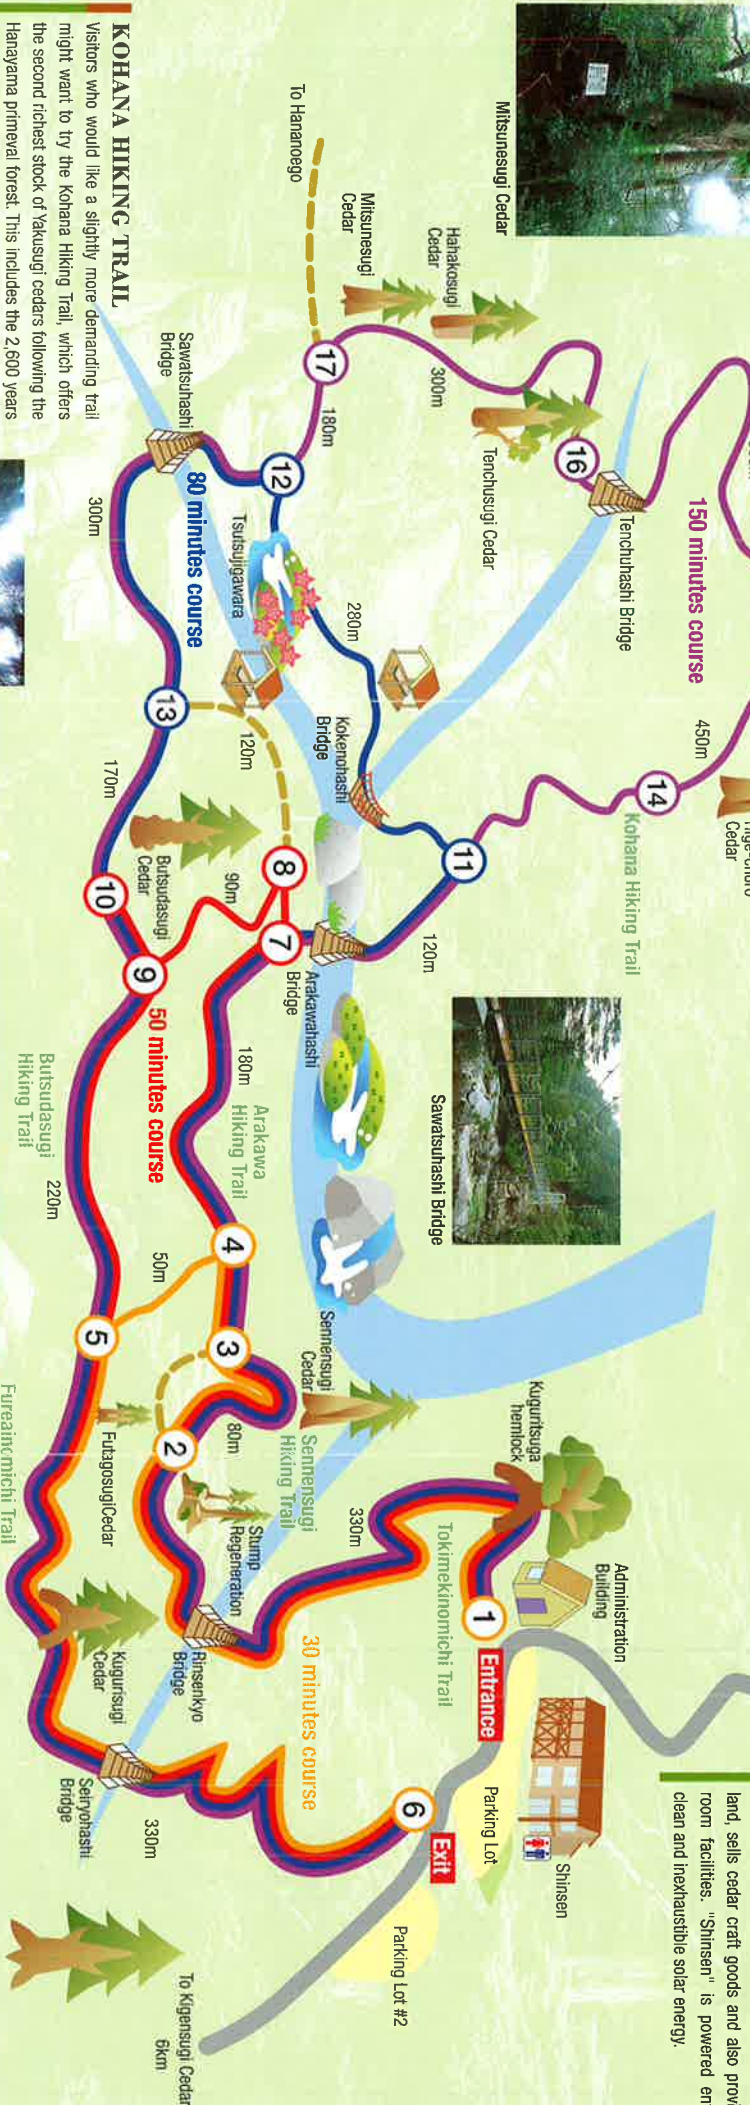 Mitsunesugi Cedar
KOHANA HIKING TRAIL
Visitors who would like a slightly more demanding trail
might want to try the Kohana Hiking Trail, which offers
the second richest stock of Yakusugi cedars following the
Hanayama primeval forest. This includes the 2,600 years
To Hananoego
Mitsunesugi
Cedar
Hahakosugi
Cedar
17
180m
300m
Tenchusugi Cedar
16
Tenchuhashi Bridge
150 minutes course
Sawatsuhashi
Bridge
12
80 minutes course
Tsutsujigawara
300m
280m
450m
14
Cedar
Kohana Hiking Trail
13
120m
Kokenohashi
Bridge
11
120m
170m
Butsudasugi
Cedar
90m
8
10
9
7
Arakawahashi
Bridge
50 minutes course
180m
Arakawa
Hiking Trail
Butsudasugi
Hiking Trail
220m
Sawatsuhashi Bridge
4
50m
5
3
Sennensugi
Cedar
2
80m
Sennensugi
Hiking Trail
FutagosugiCedar
Fureainomichi Trail
Stump
Regeneration
330m
Kuguritsuga
hemlock
Tokimekinomichi Trail
1
Entrance
Administration
Building
Rinsenkyo
Bridge
Kugurisugi
Cedar
30 minutes course
Seiryohashi
Bridge
330m
6
Exit
Parking Lot
Shinsen
Parking Lot #2
To Kigensugi Cedar
6km
land, sells cedar craft goods and also
room facilities. "Shinsen" is powered
clean and inexhaustible solar energy.